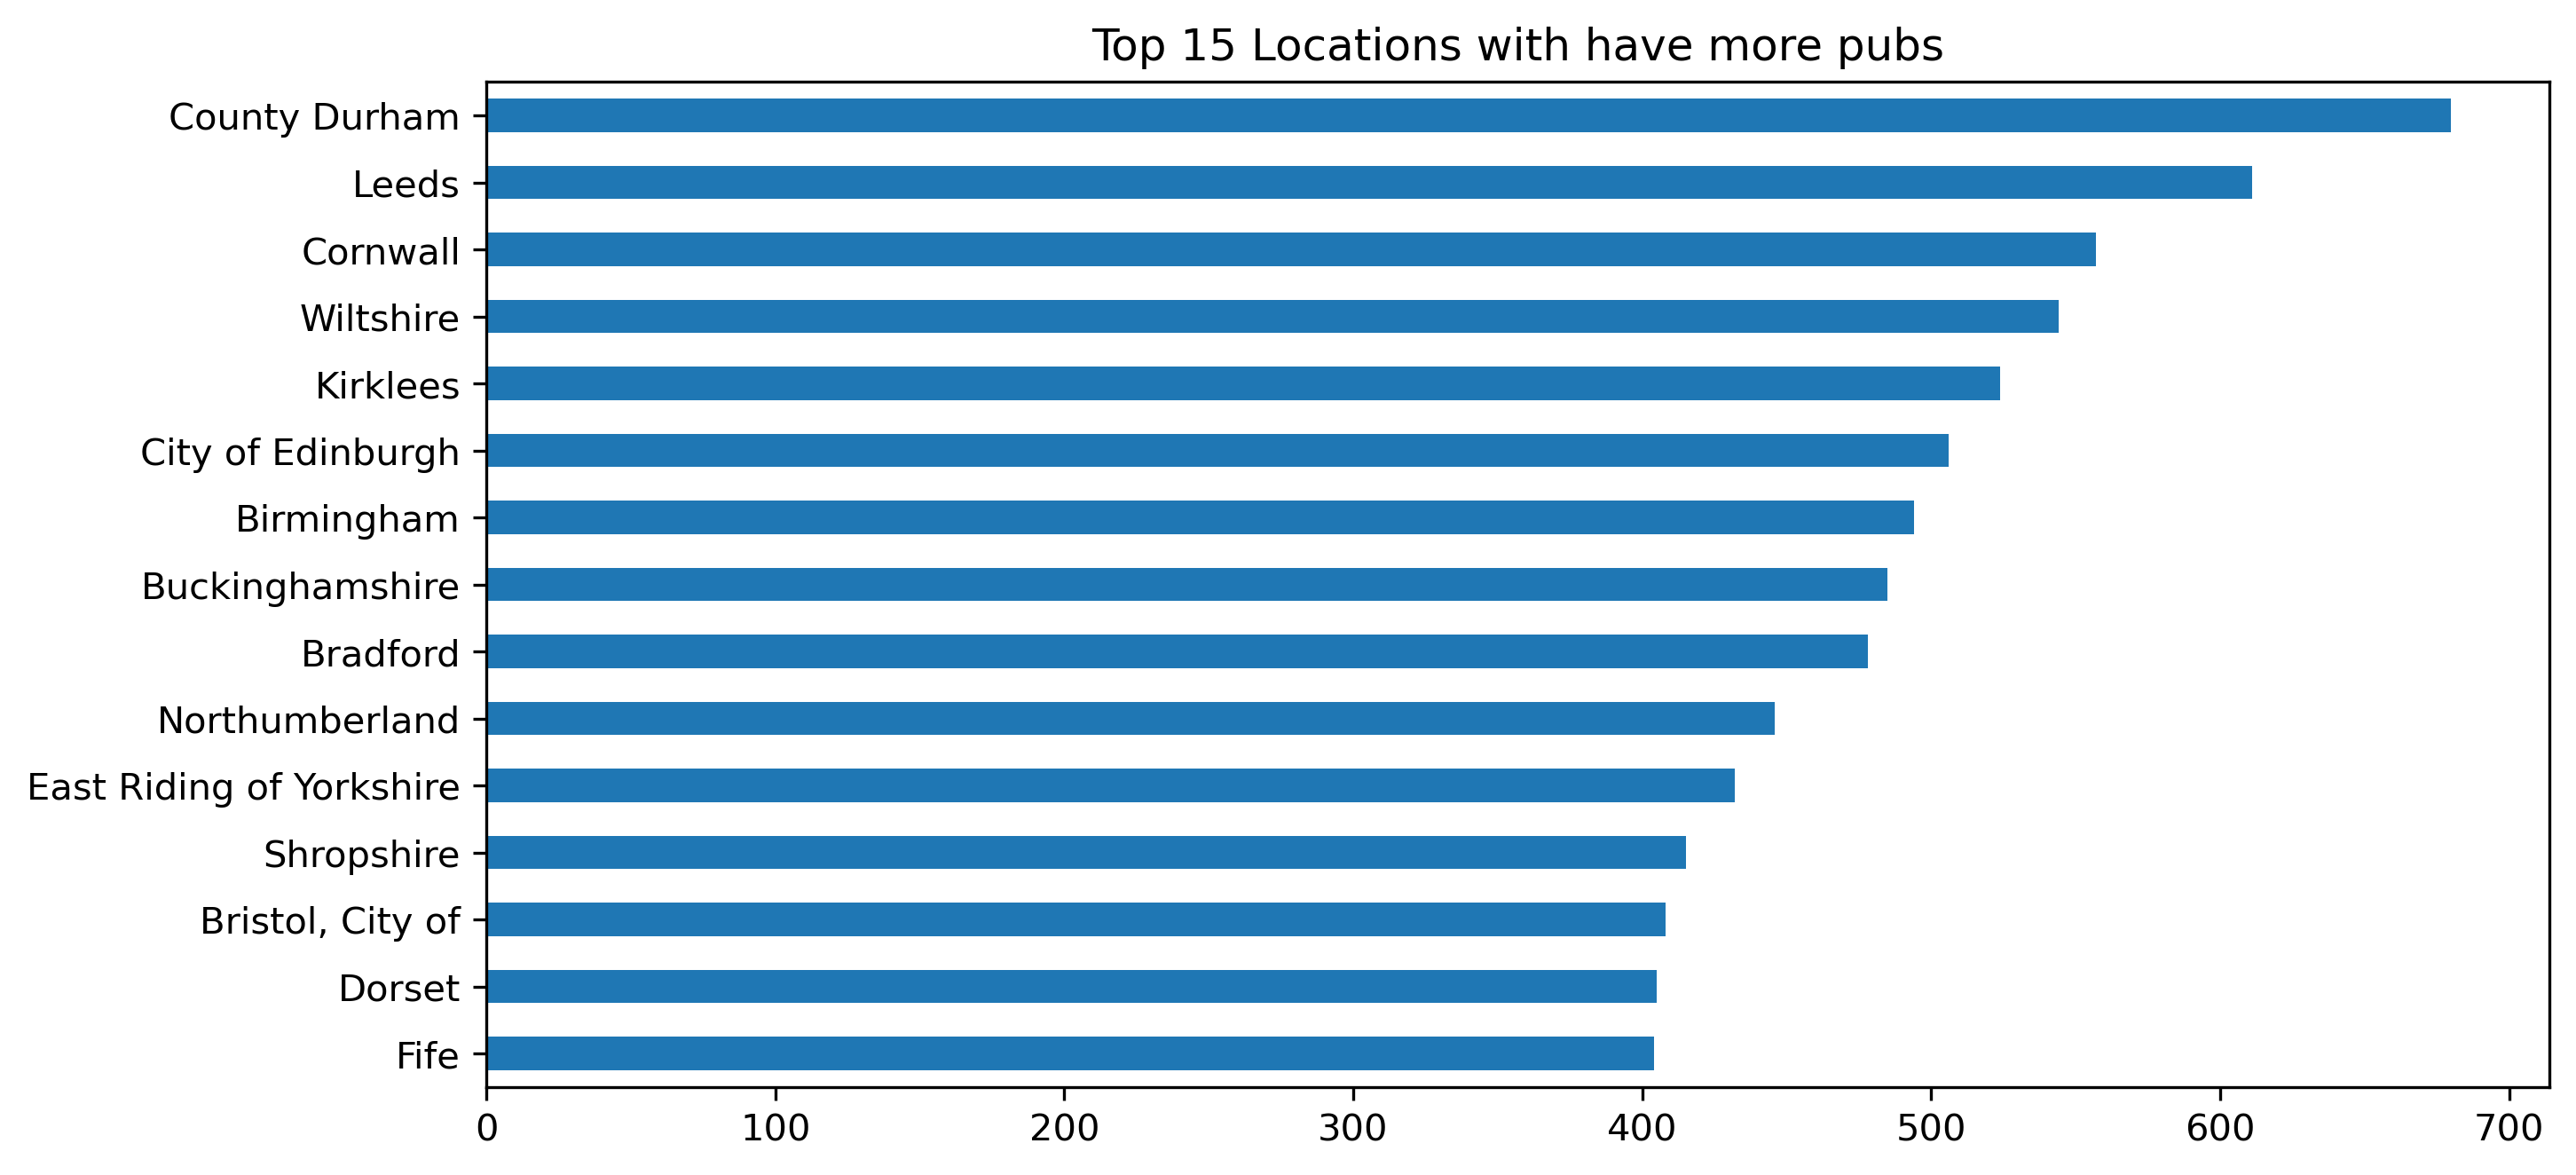 Top 15 Locations with have more pubs
County Durham
Leeds
Cornwall
Wiltshire
Kirklees
City of Edinburgh
Birmingham
Buckinghamshire
Bradford
Northumberland
East Riding of Yorkshire
Shropshire
Bristol, City of
Dorset
Fife
0 100 200 300 400 500 600 700